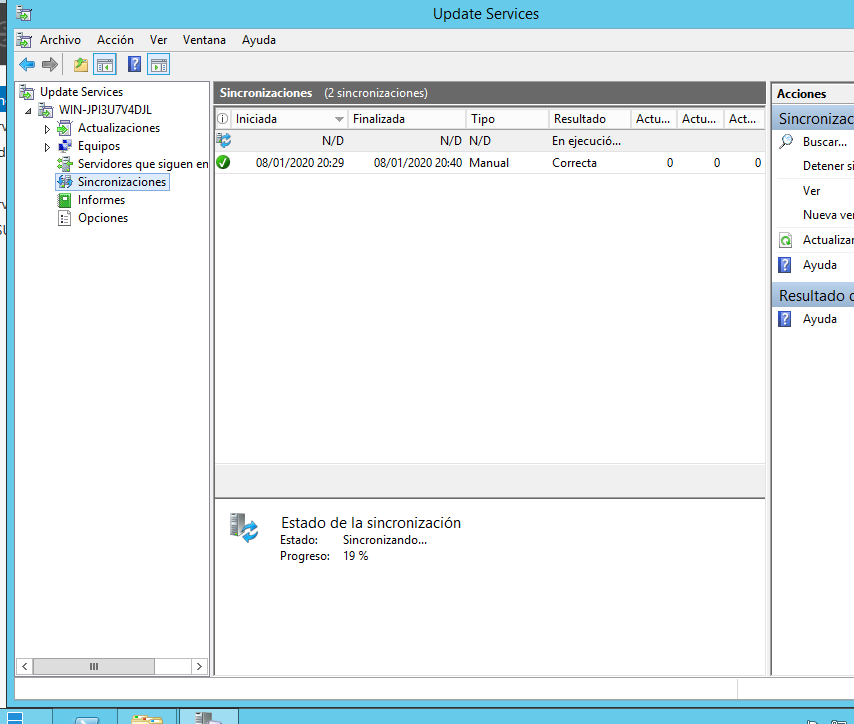 Update Services
Archivo Acción Ver Ventana Ayuda
Update Services
WIN-JPI3U7V4DJL
Actualizaciones
Equipos
Servidores que siguen en
Sincronizaciones
Informes
Opciones
Sincronizaciones (2 sincronizaciones)
Iniciada Finalizada Tipo Resultado Actu... Actu... Act...
N/D N/D N/D En ejecució...
08/01/2020 20:29 08/01/2020 20:40 Manual Correcta 0 0 0
Estado de la sincronización
Estado: Sincronizando...
Progreso: 19 %
Acciones
Sincronizac
Buscar...
Detener si
Ver
Nueva ve
Actualizar
Ayuda
Resultado
Ayuda